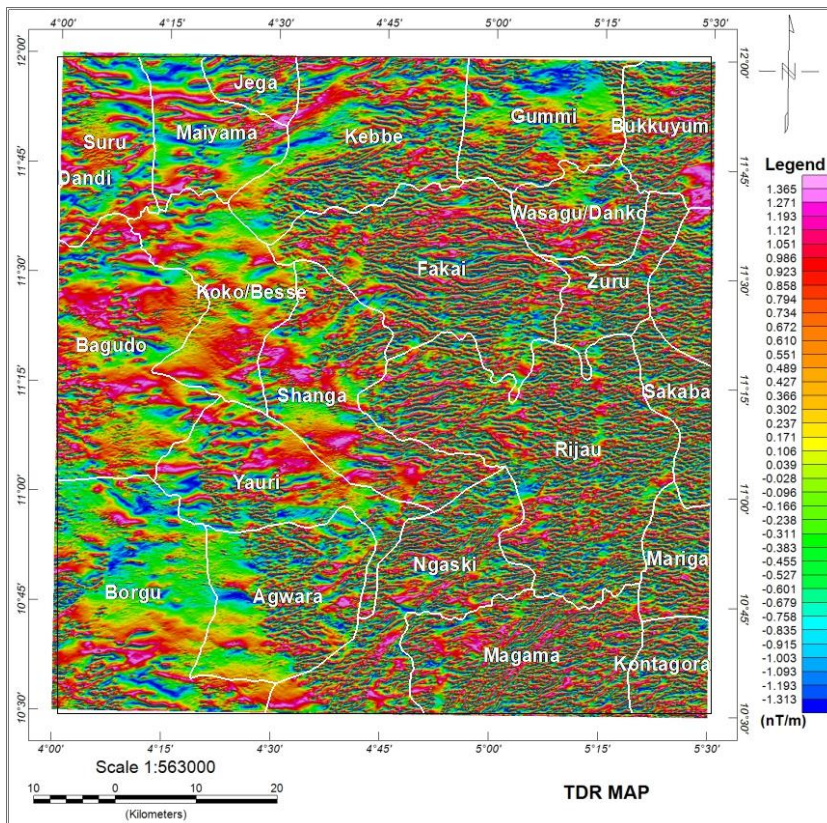 4°00' 4°15' 4°30' 4°45' 5°00' 5°15' 5°30'
12°00' 12°00'
N
Jega
Gummi
Suru Maiyama Kebbe Bukkuyum
11°45' 11°45'
Dandi
Wasagu/Danko
Fakai Zuru
11°30' 11°30'
Koko/Besse
Bagudo
Shanga Sakaba
11°15' 11°15'
Rijau
Yauri
11°00' 11°00'
Ngaski Mariga
Borgu Agwara
10°45' 10°45'
Magama Kontagora
10°30' 10°30'
4°00' 4°15' 4°30' 4°45' 5°00' 5°15' 5°30'
Legend
1.365
1.271
1.193
1.121
1.051
0.986
0.923
0.858
0.794
0.734
0.672
0.610
0.551
0.489
0.427
0.366
0.302
0.237
0.171
0.106
0.039
-0.028
-0.096
-0.166
-0.238
-0.311
-0.383
-0.455
-0.527
-0.601
-0.679
-0.758
-0.835
-0.915
-1.003
-1.093
-1.193
-1.313
(nT/m)
Scale 1:563000
10 0 10 20
(Kilometers)
TDR MAP